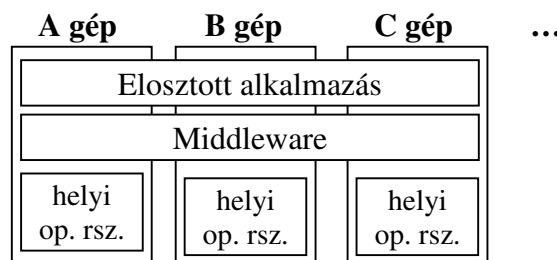 A gép B gép C gép ...
Elosztott alkalmazás
Middleware
helyi helyi helyi
op. rsz. op. rsz. op. rsz.